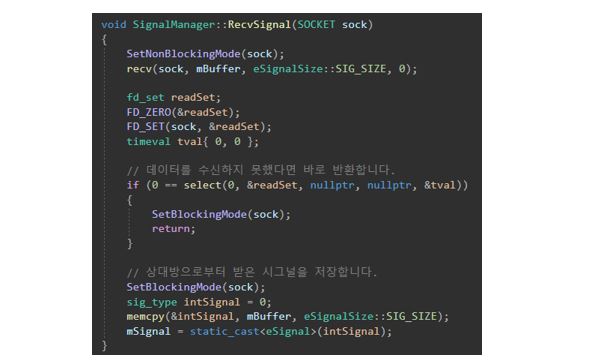 void SignalManager::RecvSignal(SOCKET sock)
{
    SetNonBlockingMode(sock);
    recv(sock, mBuffer, eSignalSize::SIG_SIZE, 0);

    fd_set readSet;
    FD_ZERO(&readSet);
    FD_SET(sock, &readSet);
    timeval tval{ 0, 0 };

    // 데이터를 수신하지 못했다면 바로 반환합니다.
    if (0 == select(0, &readSet, nullptr, nullptr, &tval))
    {
        SetBlockingMode(sock);
        return;
    }

    // 상대방으로부터 받은 시그널을 저장합니다.
    SetBlockingMode(sock);
    sig_type intSignal = 0;
    memcpy(&intSignal, mBuffer, eSignalSize::SIG_SIZE);
    mSignal = static_cast<eSignal>(intSignal);
}